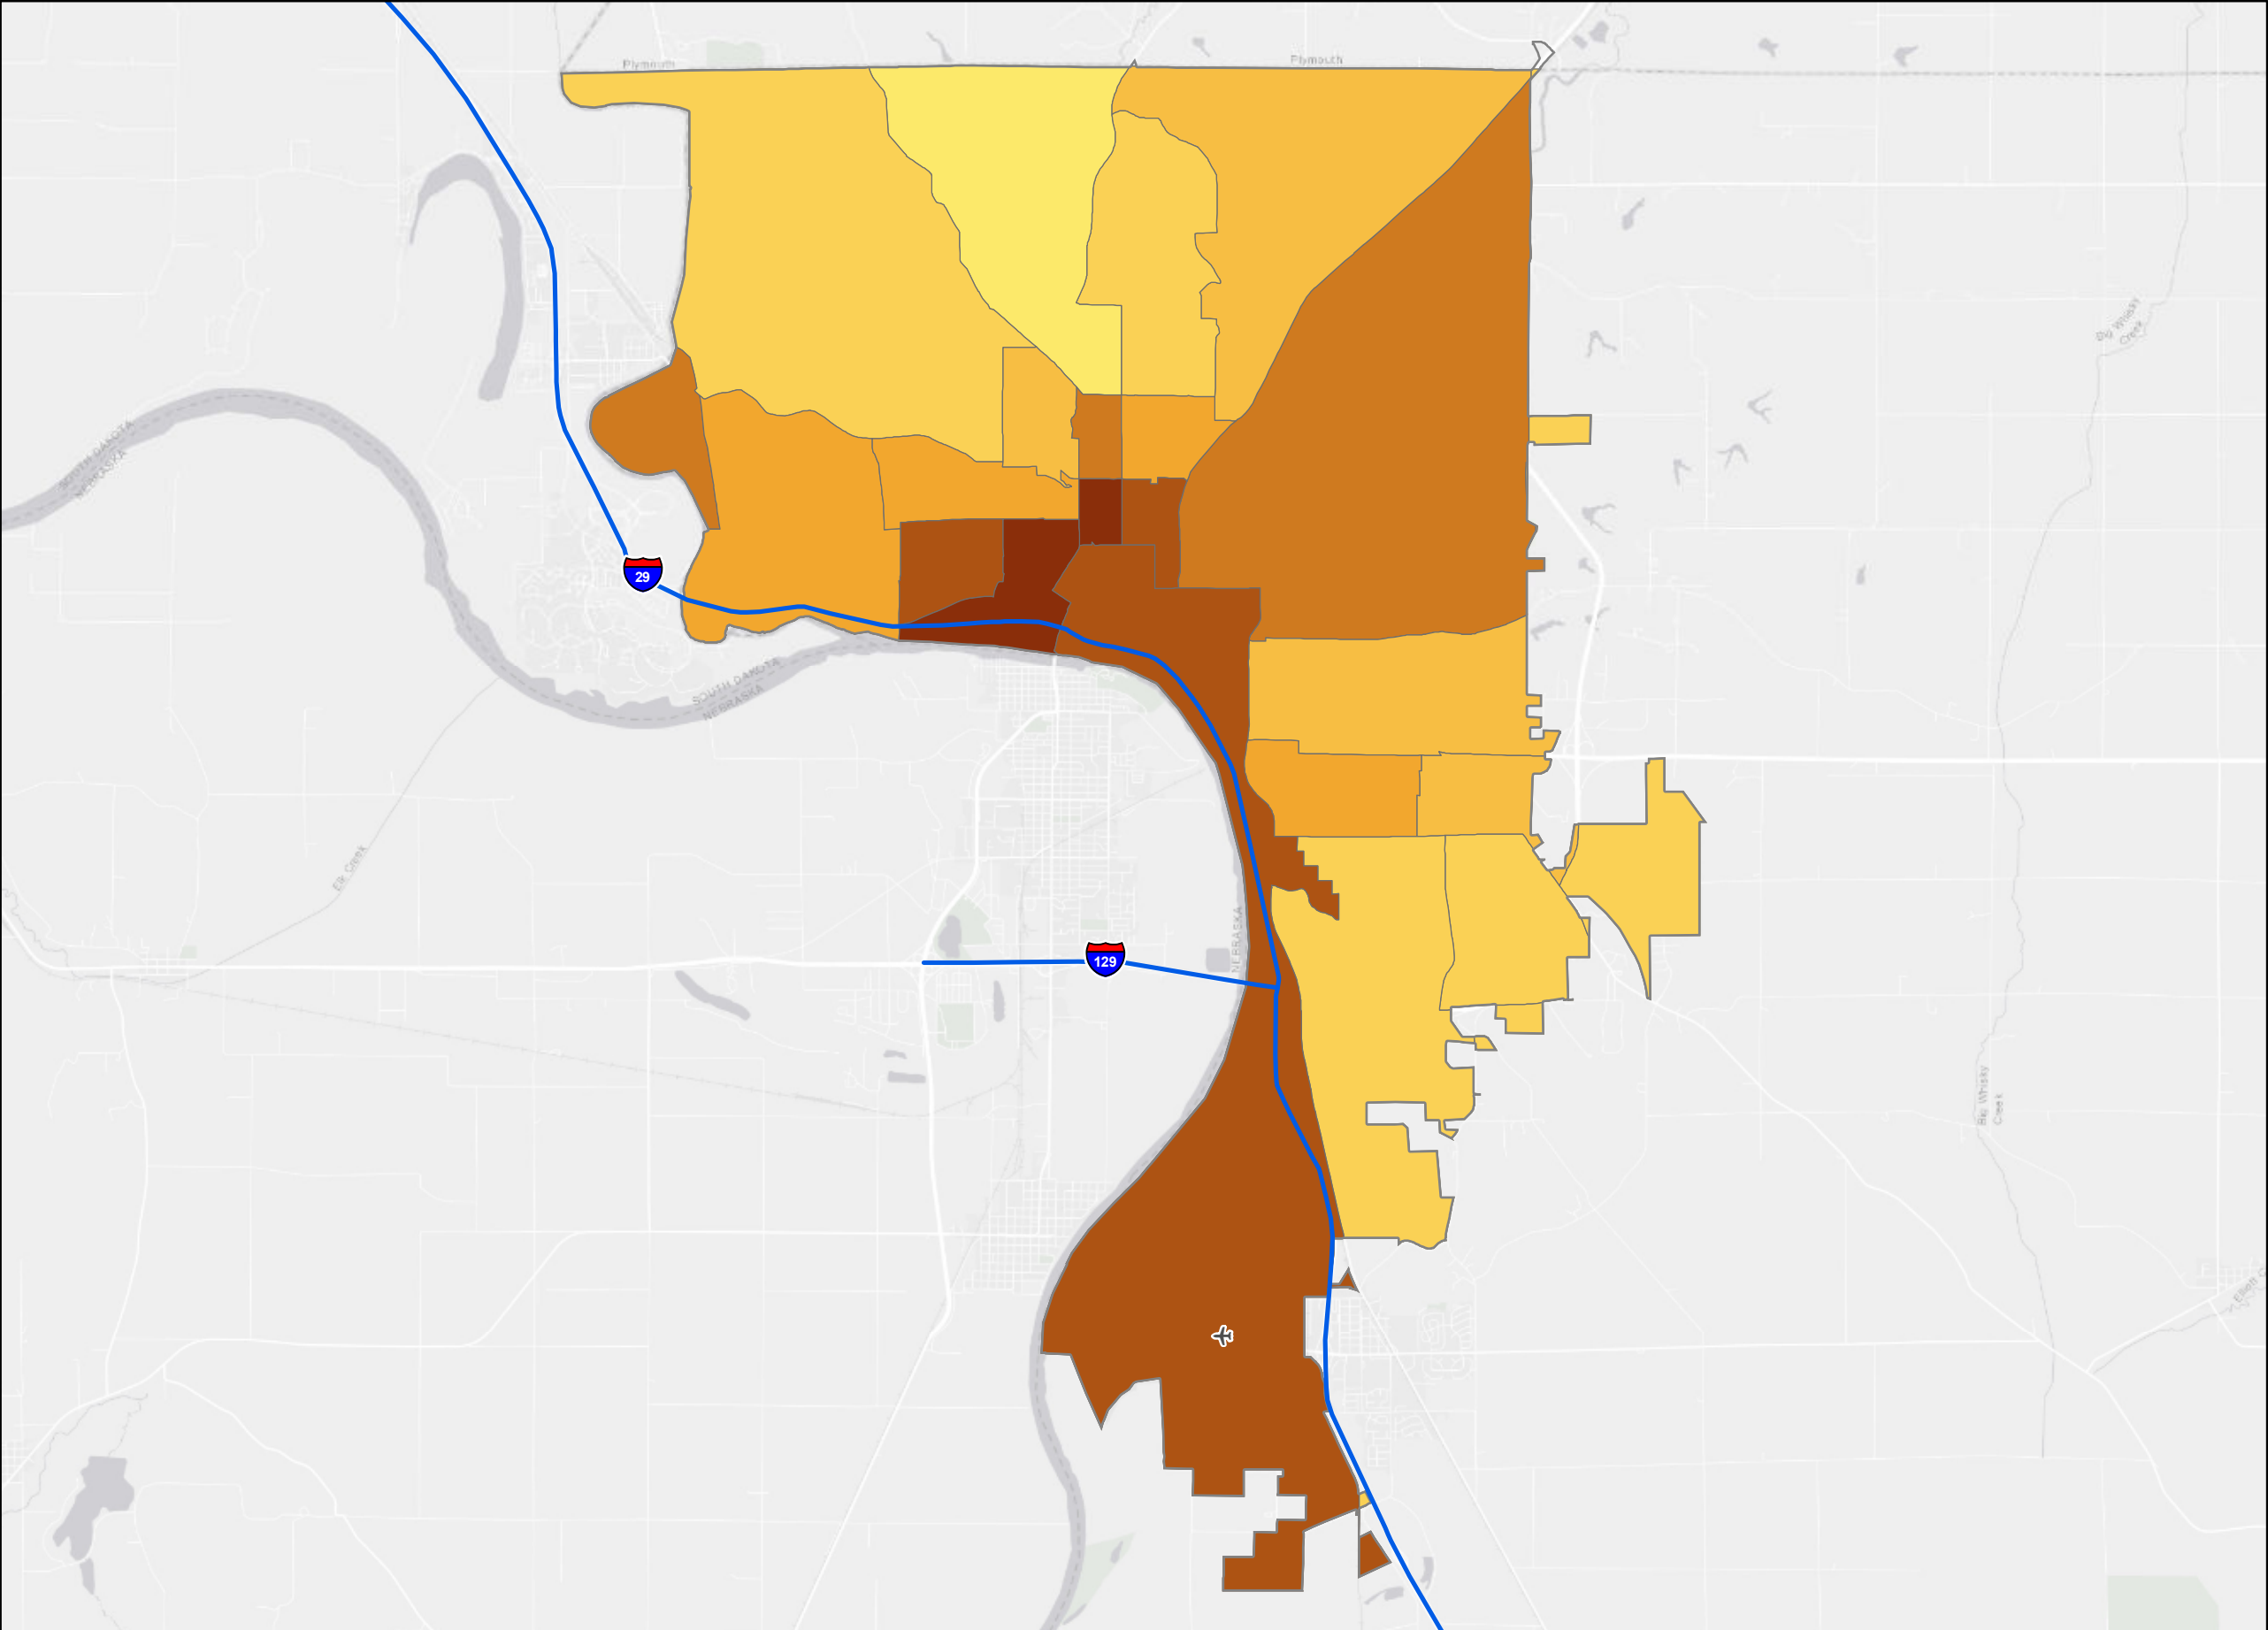 Plymouth
Plymouth
Big Whisky
Creek
SOUTH DAKOTA
NEBRASKA
29
SOUTH DAKOTA
NEBRASKA
Elk Creek
NEBRASKA
129
Big Whisky
Creek
Elliott C